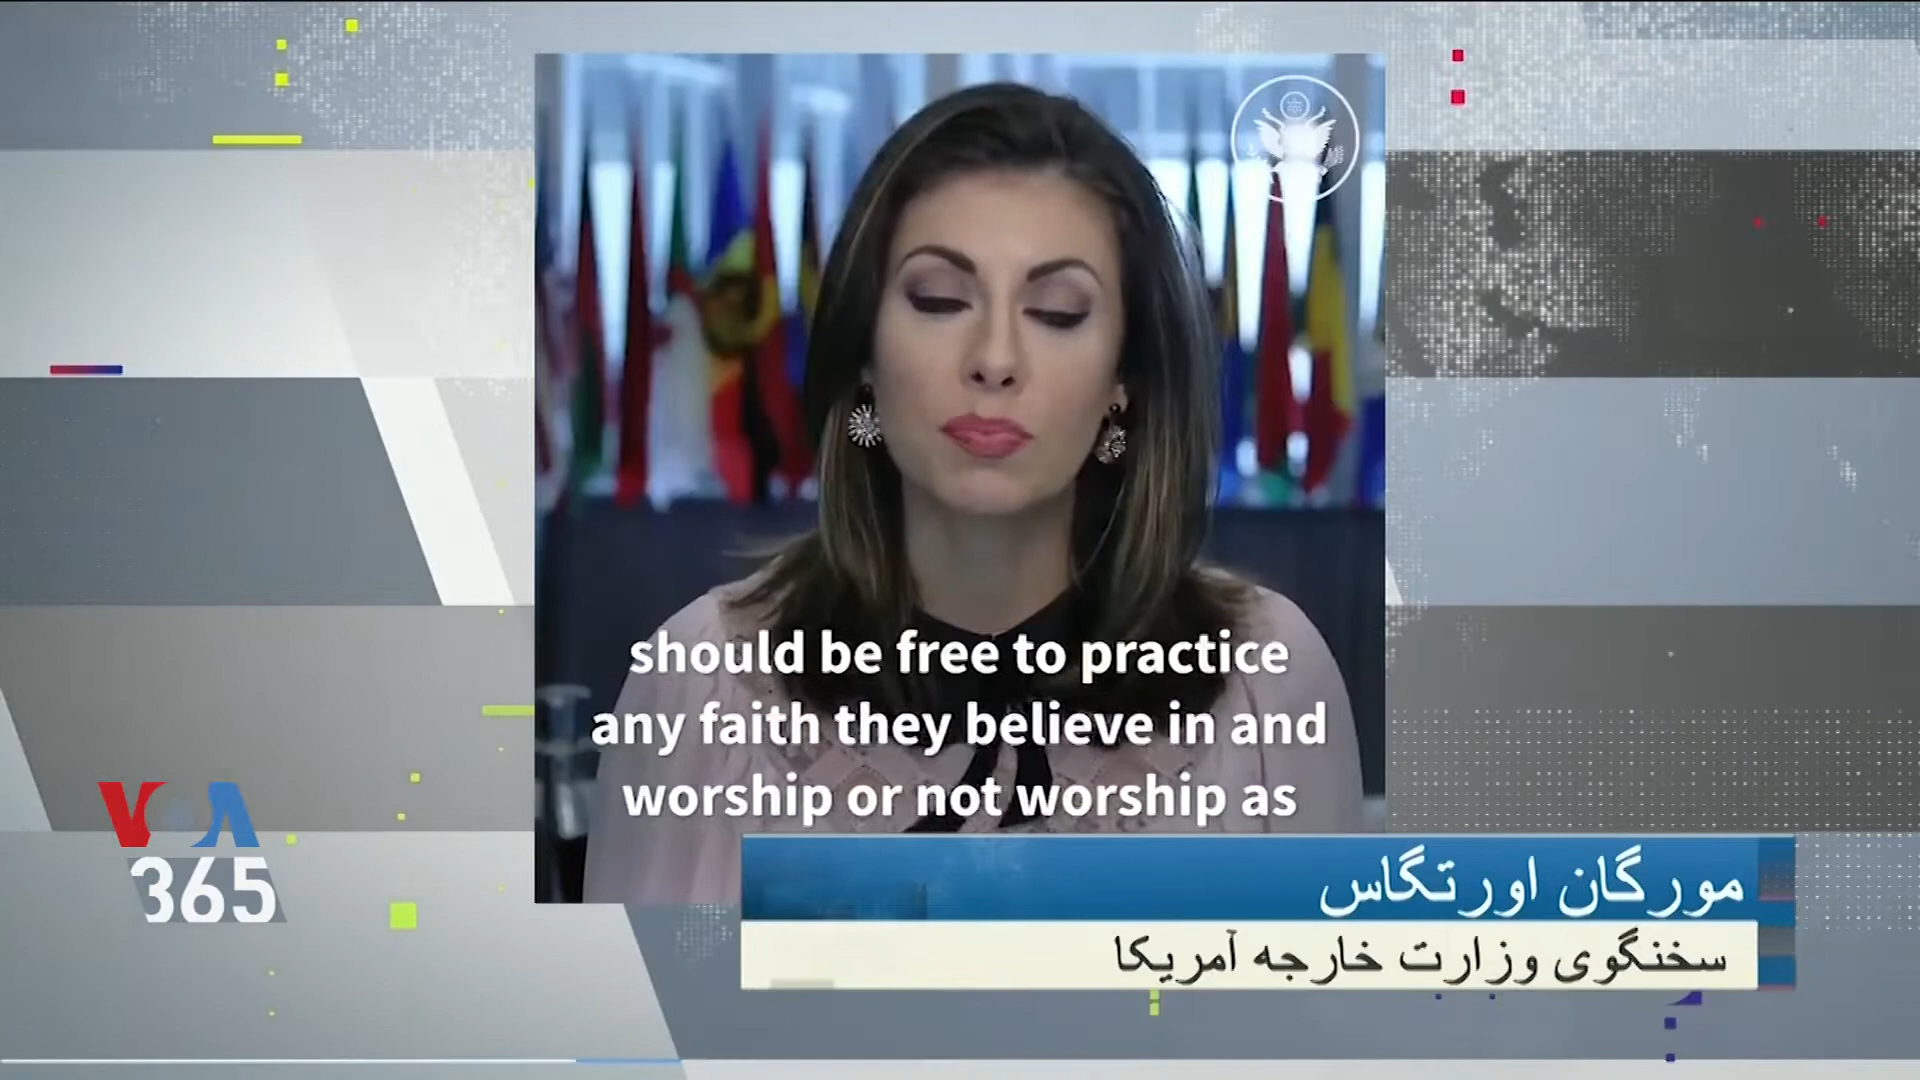 should be free to practice
any faith they believe in and
worship or not worship as
VOA
365
مورگان اورتگاس
سخنگوی وزارت خارجه آمریکا